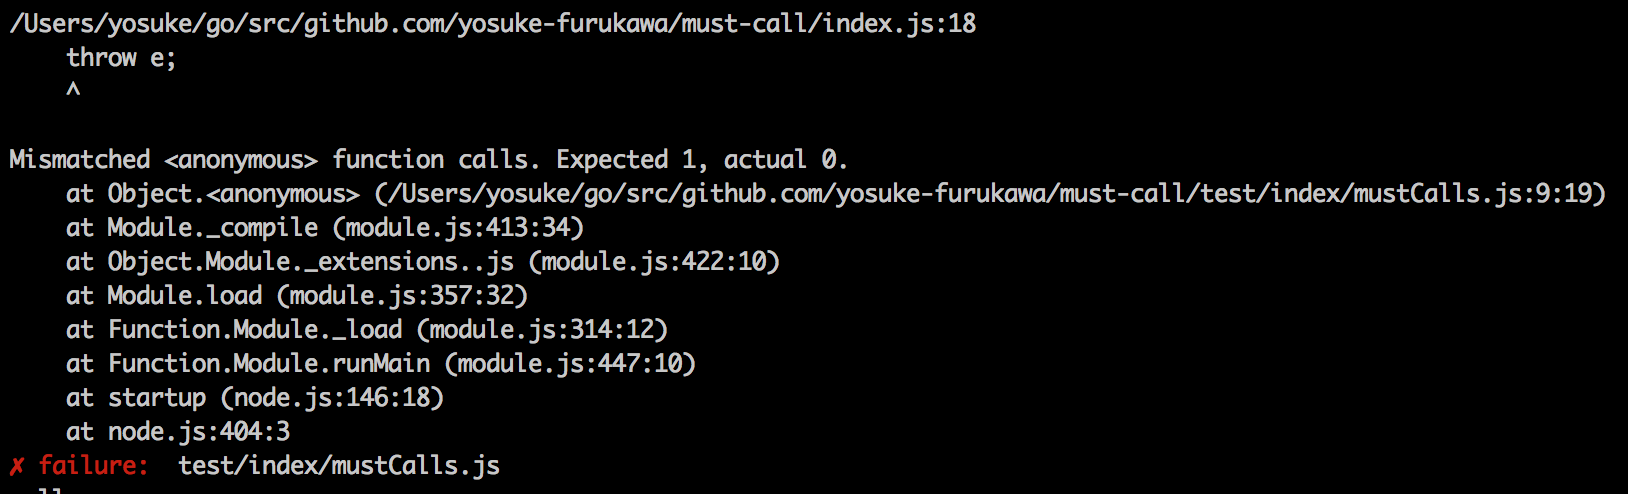 /Users/yosuke/go/src/github.com/yosuke-furukawa/must-call/index.js:18
    throw e;
    ^
Mismatched <anonymous> function calls. Expected 1, actual 0.
    at Object.<anonymous> (/Users/yosuke/go/src/github.com/yosuke-furukawa/must-call/test/index/mustCalls.js:9:19)
    at Module._compile (module.js:413:34)
    at Object.Module._extensions..js (module.js:422:10)
    at Module.load (module.js:357:32)
    at Function.Module._load (module.js:314:12)
    at Function.Module.runMain (module.js:447:10)
    at startup (node.js:146:18)
    at node.js:404:3
✗ failure:  test/index/mustCalls.js